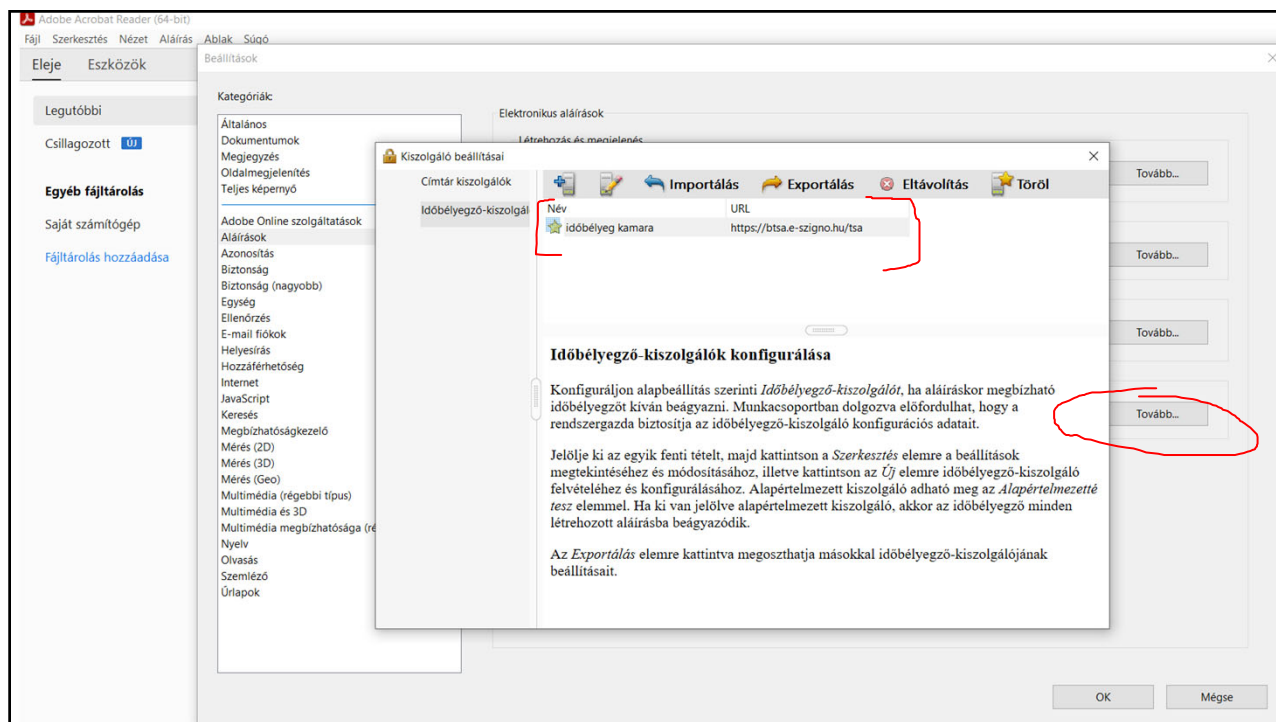 Adobe Acrobat Reader (64-bit)
Fájl Szerkesztés Nézet Aláírás Ablak Súgó
Eleje Eszközök
Legutóbbi
Csillagozott ÚJ
Egyéb fájltárolás
Saját számítógép
Fájltárolás hozzáadása
Beállítások
Kategóriák:
Általános
Dokumentumok
Megjegyzés
Oldalmegjelenítés
Teljes képernyő
Adobe Online szolgáltatások
Aláírások
Azonosítás
Biztonság
Biztonság (nagyobb)
Egység
Ellenőrzés
E-mail fiókok
Helyesírás
Hozzáférhetőség
Internet
JavaScript
Keresés
Megbízhatóságkezelő
Mérés (2D)
Mérés (3D)
Mérés (Geo)
Multimédia (régebbi típus)
Multimédia és 3D
Multimédia megbízhatósága (ré
Nyelv
Olvasás
Szemléző
Űrlapok
Elektronikus aláírások
Létrehozás és megjelenés
Tovább...
Tovább...
Tovább...
Tovább...
Kiszolgáló beállításai
Címtár kiszolgálók
Időbélyegző-kiszolgál
Importálás Exportálás Eltávolítás Töröl
Név URL
időbélyeg kamara https://btsa.e-szigno.hu/tsa
Időbélyegző-kiszolgálók konfigurálása
Konfiguráljon alapbeállítás szerinti Időbélyegző-kiszolgálót, ha aláíráskor megbízható
időbélyegzőt kíván beágyazni. Munkacsoportban dolgozva előfordulhat, hogy a
rendszergazda biztosítja az időbélyegző-kiszolgáló konfigurációs adatait.
Jelölje ki az egyik fenti tételt, majd kattintson a Szerkesztés elemre a beállítások
megtekintéséhez és módosításához, illetve kattintson az Új elemre időbélyegző-kiszolgáló
felvételéhez és konfigurálásához. Alapértelmezett kiszolgáló adható meg az Alapértelmezetté
tesz elemmel. Ha ki van jelölve alapértelmezett kiszolgáló, akkor az időbélyegző minden
létrehozott aláírásba beágyazódik.
Az Exportálás elemre kattintva megoszthatja másokkal időbélyegző-kiszolgálójának
beállításait.
OK Mégse